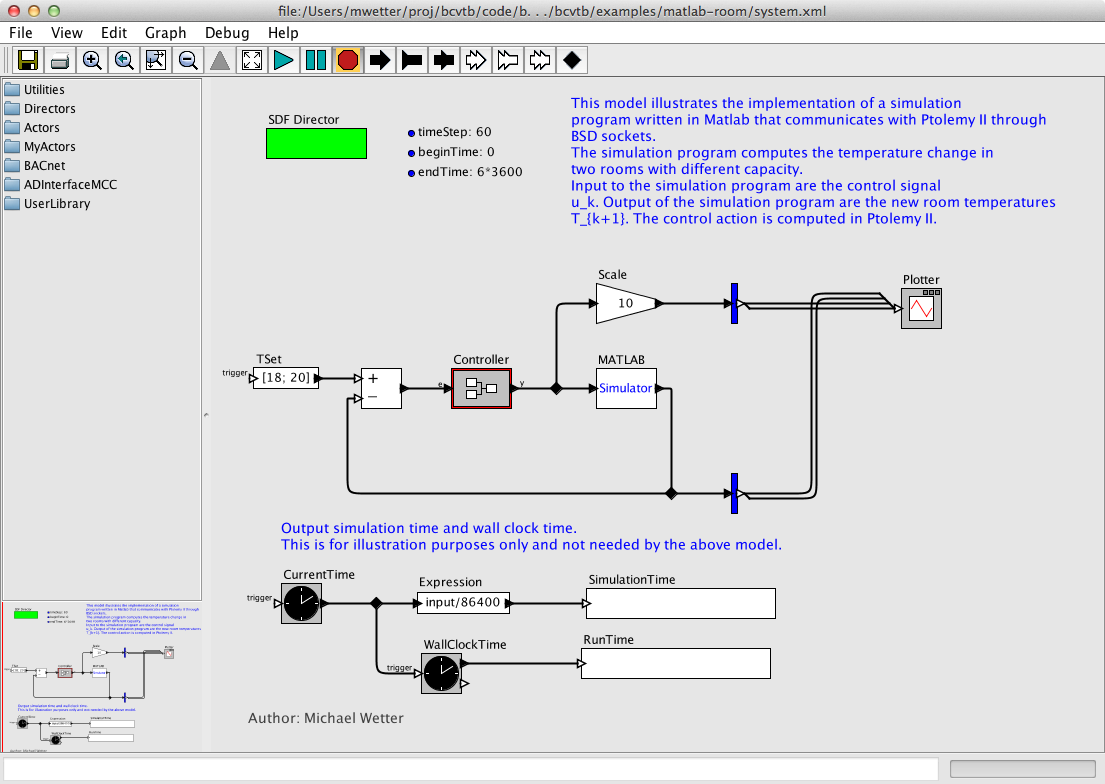 file:/Users/mwetter/proj/bcvtb/code/b. . ./bcvtb/examples/matlab-room/system.xml
File View Edit Graph Debug Help
Utilities
Directors
Actors
MyActors
BACnet
ADInterfaceMCC
UserLibrary
SDF Director
timeStep: 60
beginTime: 0
endTime: 6*3600
This model illustrates the implementation of a simulation
program written in Matlab that communicates with Ptolemy II through
BSD sockets.
The simulation program computes the temperature change in
two rooms with different capacity.
Input to the simulation program are the control signal
u_k. Output of the simulation program are the new room temperatures
T_{k+1}. The control action is computed in Ptolemy II.
Scale
10
Plotter
TSet
trigger
[18; 20]
+
−
Controller
e
y
MATLAB
Simulator
Output simulation time and wall clock time.
This is for illustration purposes only and not needed by the above model.
CurrentTime
trigger
Expression
input/86400
SimulationTime
WallClockTime
trigger
RunTime
Author: Michael Wetter